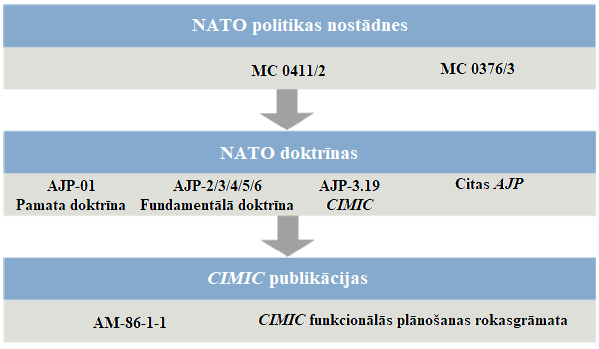 NATO politikas nostādnes
MC 0411/2
MC 0376/3
NATO doktrīnas
AJP-01
Pamata doktrīna
AJP-2/3/4/5/6
Fundamentālā doktrīna
AJP-3.19
CIMIC
Citas AJP
CIMIC publikācijas
AM-86-1-1
CIMIC funkcionālās plānošanas rokasgrāmata